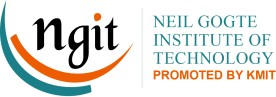 ngit
NEIL GOGTE
INSTITUTE OF
TECHNOLOGY
PROMOTED BY KMIT